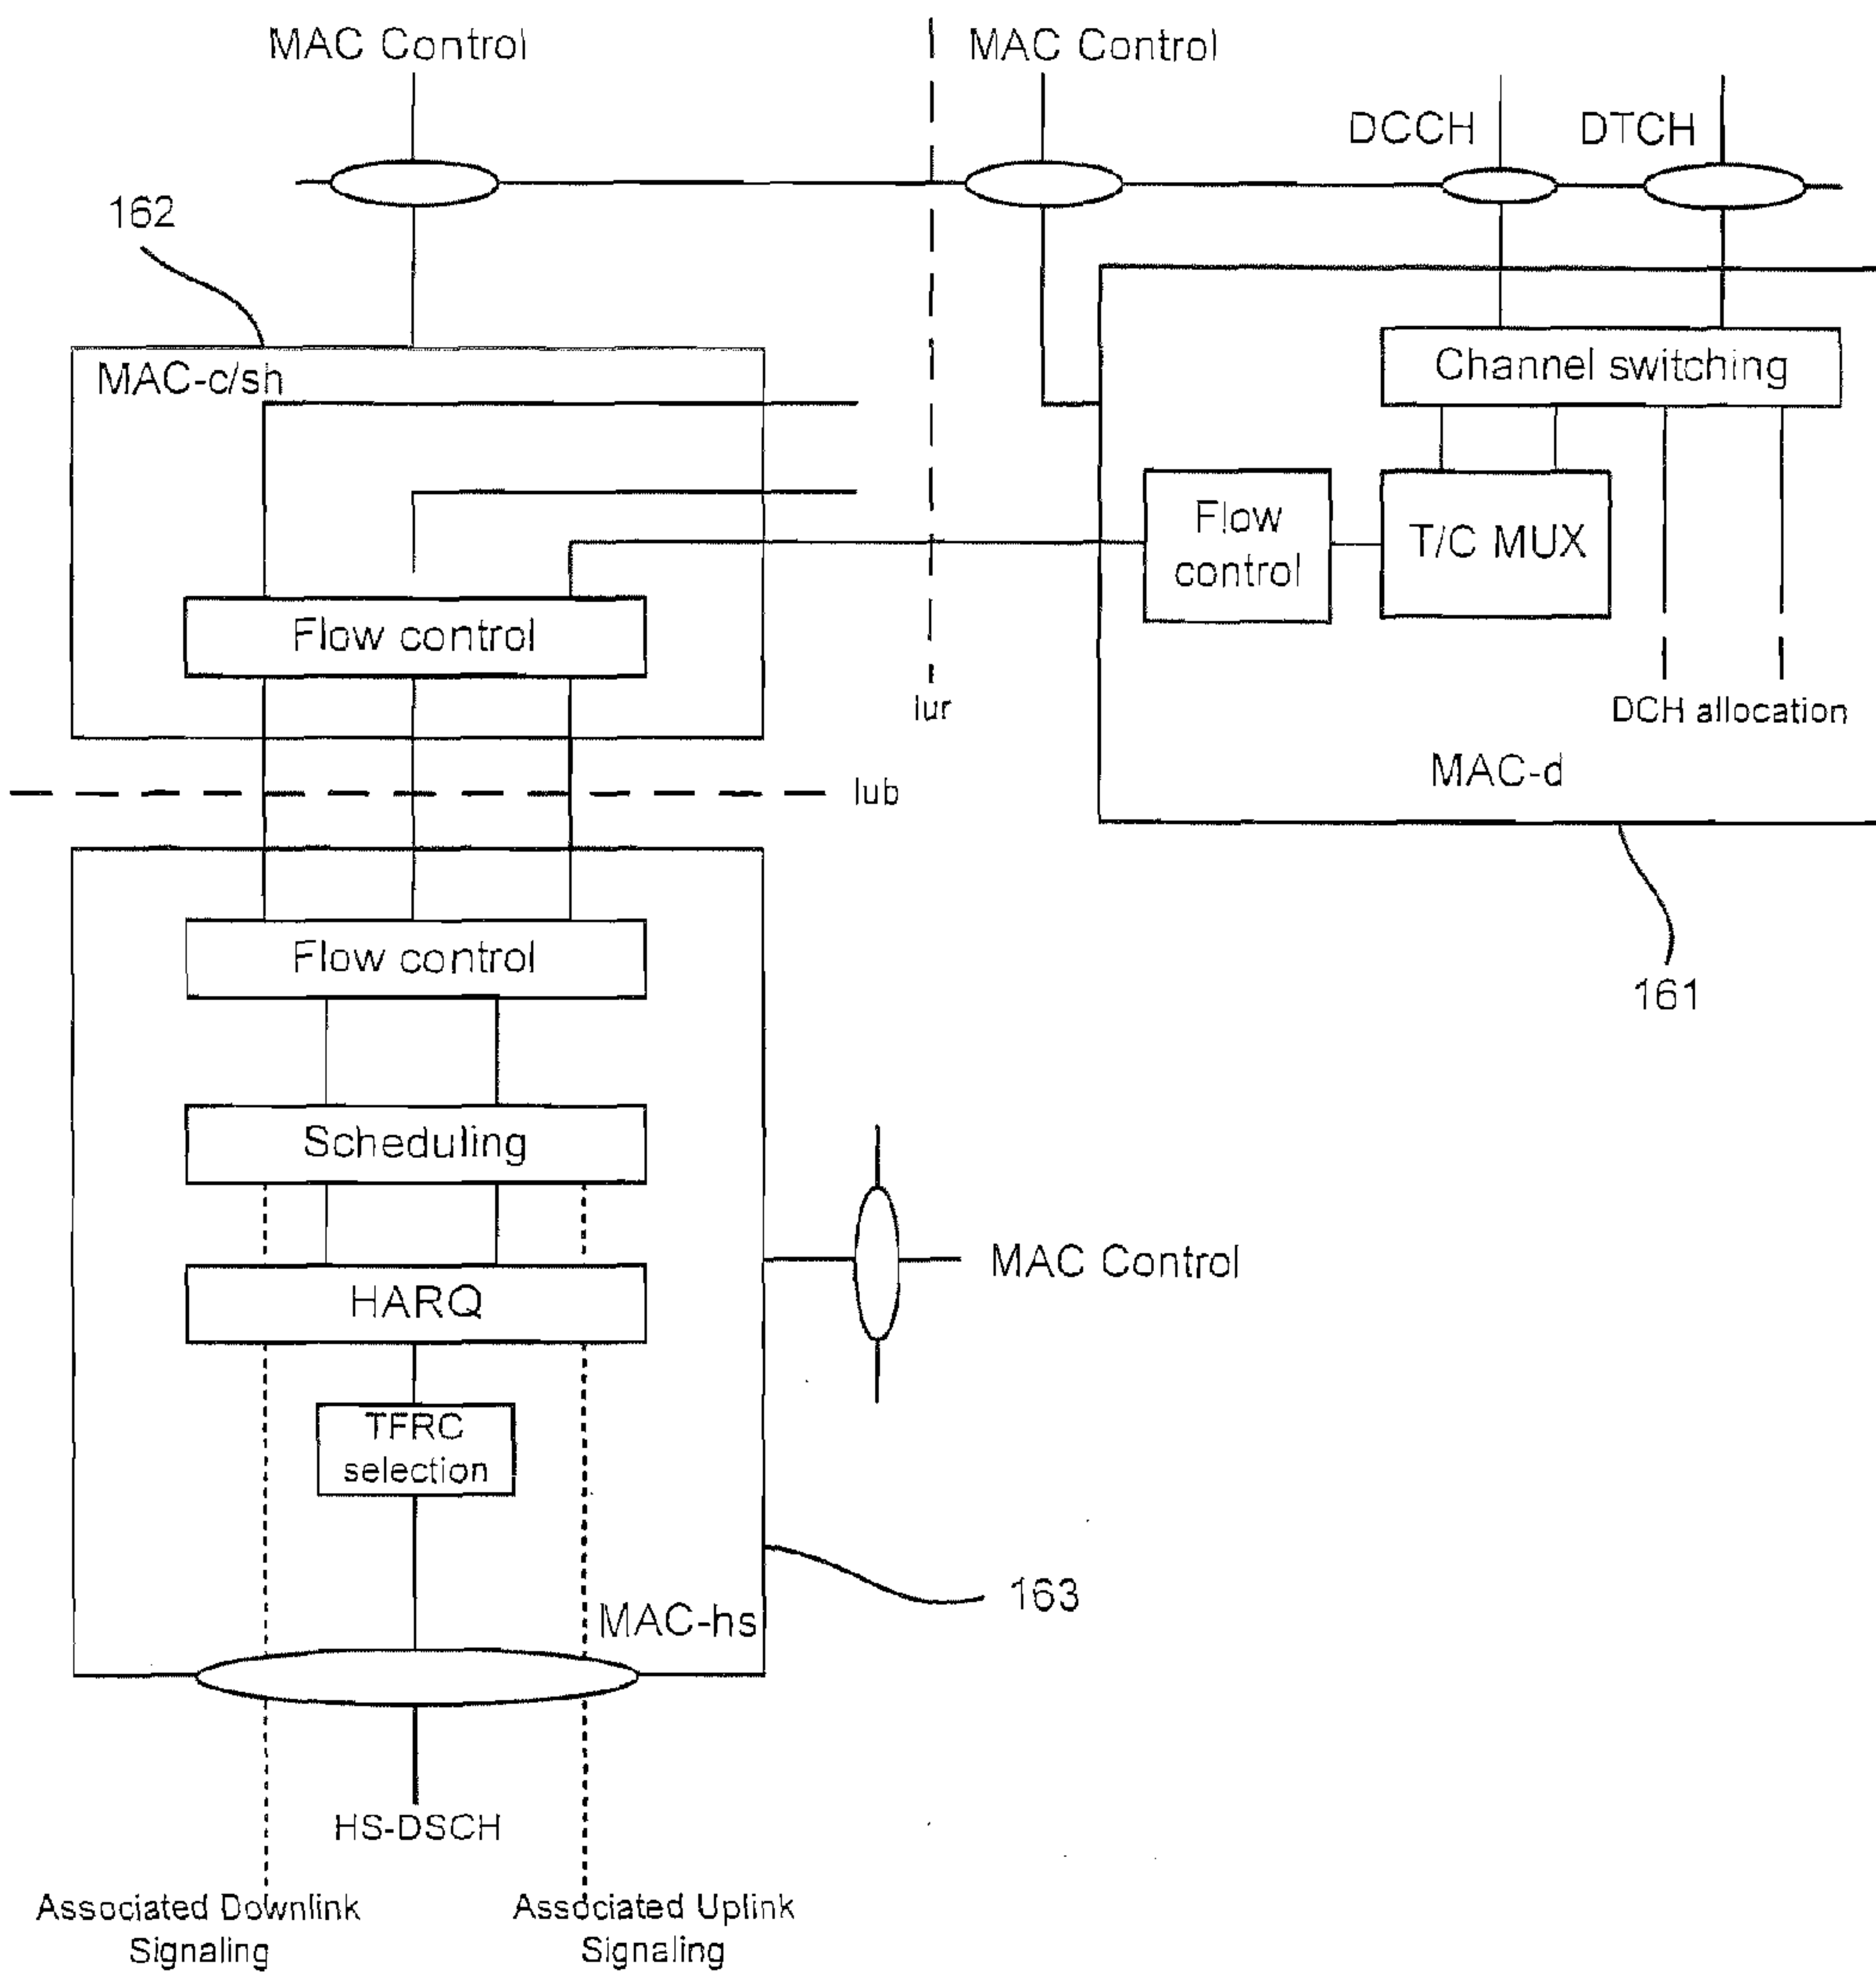 MAC Control
MAC Control
DCCH
DTCH
162
MAC-c/sh
Channel switching
Flow
control
T/C MUX
Flow control
Iur
DCH allocation
MAC-d
Iub
161
Flow control
Scheduling
MAC Control
HARQ
TFRC
selection
163
MAC-hs
HS-DSCH
Associated Downlink
Signaling
Associated Uplink
Signaling